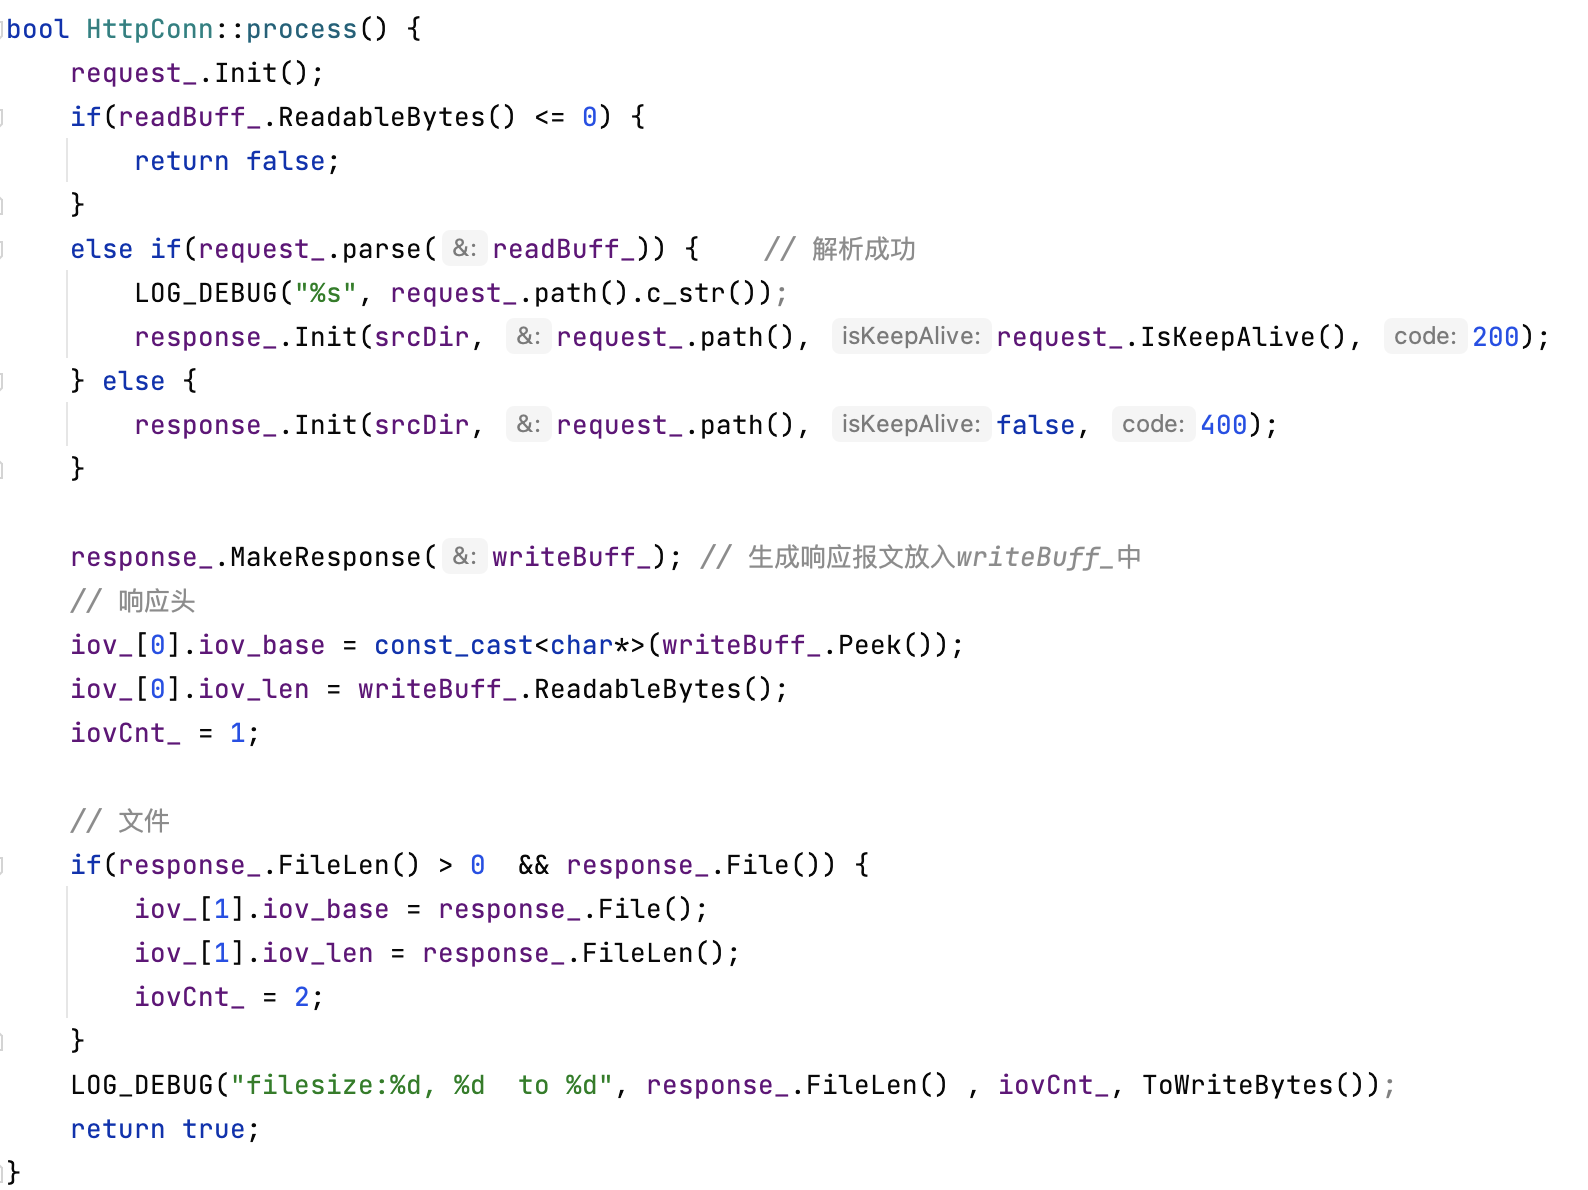 bool HttpConn::process() {
    request_.Init();
    if(readBuff_.ReadableBytes() <= 0) {
        return false;
    }
    else if(request_.parse( &: readBuff_)) {    // 解析成功
        LOG_DEBUG("%s", request_.path().c_str());
        response_.Init(srcDir,  &: request_.path(),  isKeepAlive: request_.IsKeepAlive(),  code: 200);
    } else {
        response_.Init(srcDir,  &: request_.path(),  isKeepAlive: false,  code: 400);
    }

    response_.MakeResponse( &: writeBuff_); // 生成响应报文放入writeBuff_中
    // 响应头
    iov_[0].iov_base = const_cast<char*>(writeBuff_.Peek());
    iov_[0].iov_len = writeBuff_.ReadableBytes();
    iovCnt_ = 1;

    // 文件
    if(response_.FileLen() > 0  && response_.File()) {
        iov_[1].iov_base = response_.File();
        iov_[1].iov_len = response_.FileLen();
        iovCnt_ = 2;
    }
    LOG_DEBUG("filesize:%d, %d  to %d", response_.FileLen() , iovCnt_, ToWriteBytes());
    return true;
}